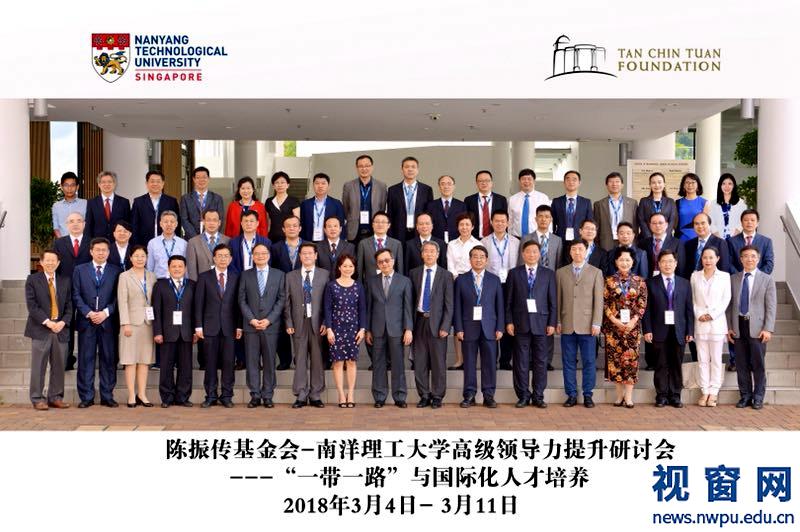 NANYANG
TECHNOLOGICAL
UNIVERSITY
SINGAPORE
TAN CHIN TUAN
FOUNDATION
陈振传基金会-南洋理工大学高级领导力提升研讨会
---“一带一路”与国际化人才培养
2018年3月4日- 3月11日
视窗网
news.nwpu.edu.cn